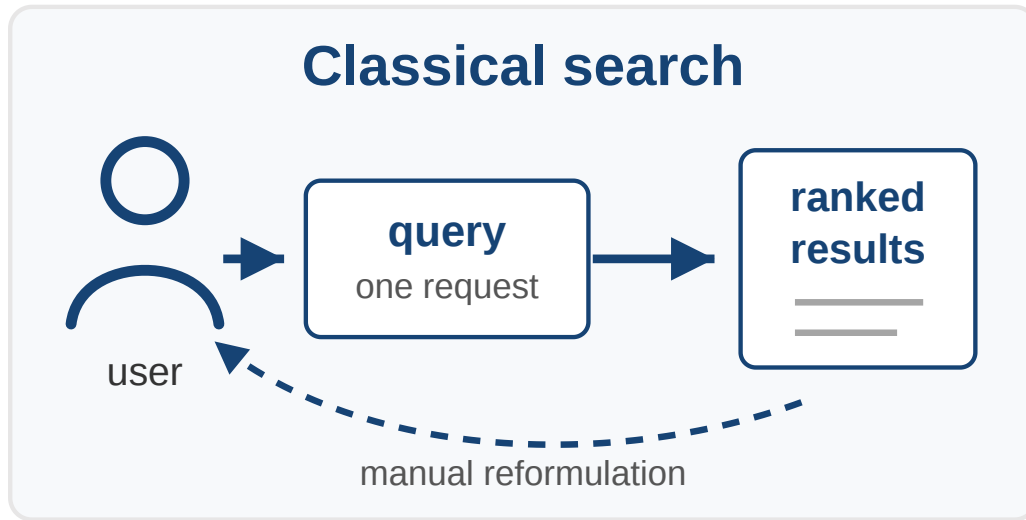 Classical search
query
one request
ranked
results
user
manual reformulation